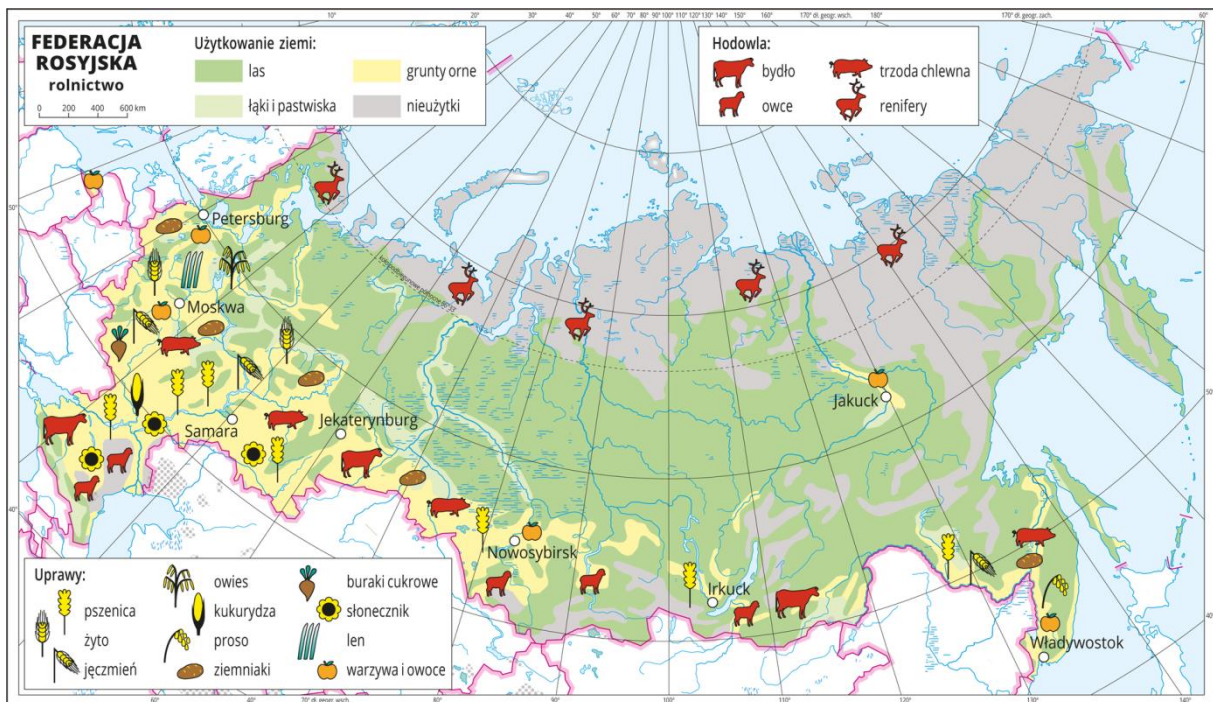 FEDERACJA
ROSYJSKA
rolnictwo
0 200 400 600 km
Użytkowanie ziemi:
las
grunty orne
łąki i pastwiska
nieużytki
Hodowla:
bydło
trzoda chlewna
owce
renifery
10°
0°
10°
20°
30°
40°
50°
60°
70°
80°
90°
100°
110°
120°
130°
140°
150°
160°
170° dł. geogr. wsch.
180°
170° dł. geogr. zach.
60°
50°
50°
40°
40°
Petersburg
Moskwa
Samara
Jekaterynburg
Nowosybirsk
Irkuck
Jakuck
Władywostok
Uprawy:
pszenica
żyto
jęczmień
owies
kukurydza
proso
ziemniaki
buraki cukrowe
słonecznik
len
warzywa i owoce
60°
70° dł. geogr. wsch.
80°
90°
100°
110°
120°
130°
140°